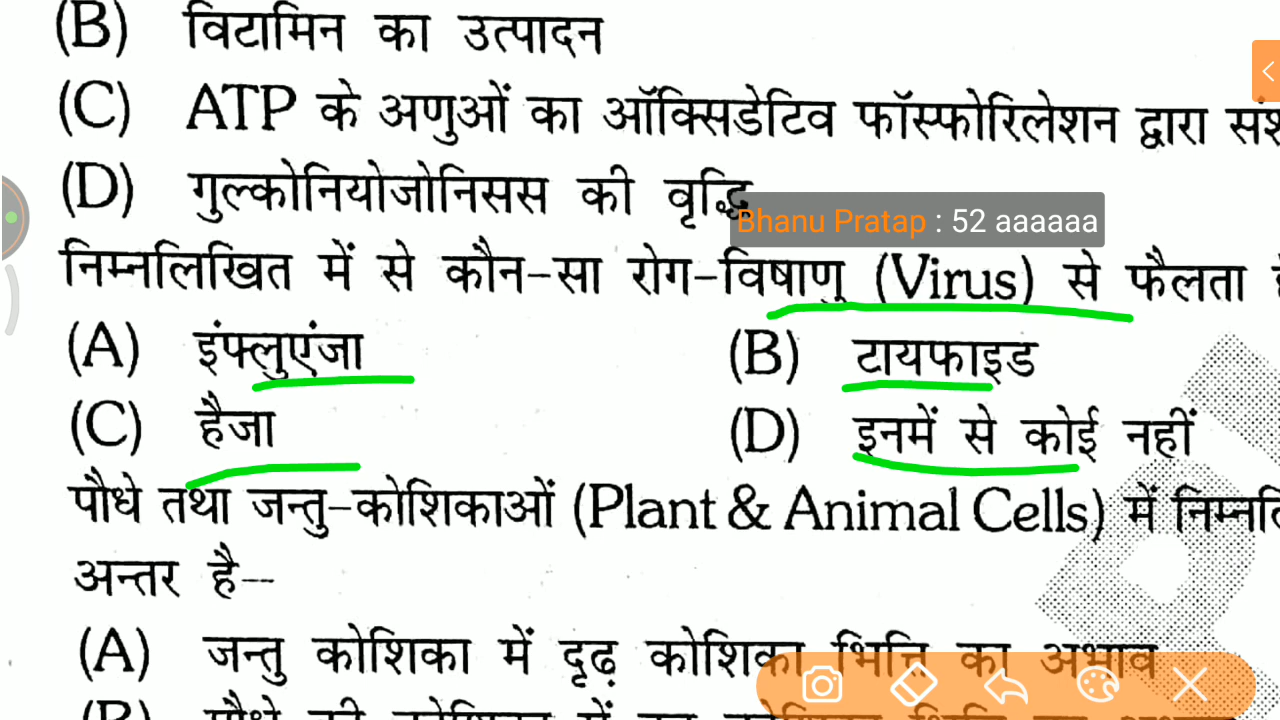 (B) विटामिन का उत्पादन
(C) ATP के अणुओं का ऑक्सिडेटिव फॉस्फोरिलेशन द्वारा
(D) गुल्कोनियोजोनिसस की वृद्धि
Bhanu Pratap : 52 aaaaaa
निम्नलिखित में से कौन-सा रोग-विषाणु (Virus) से फैलता
(A) इंफ्लुएंजा (B) टायफाइड
(C) हैजा (D) इनमें से कोई नहीं
पौधे तथा जन्तु-कोशिकाओं (Plant & Animal Cells) में
अन्तर है--
(A) जन्तु कोशिका में दृढ़ कोशिका भित्ति का अभाव